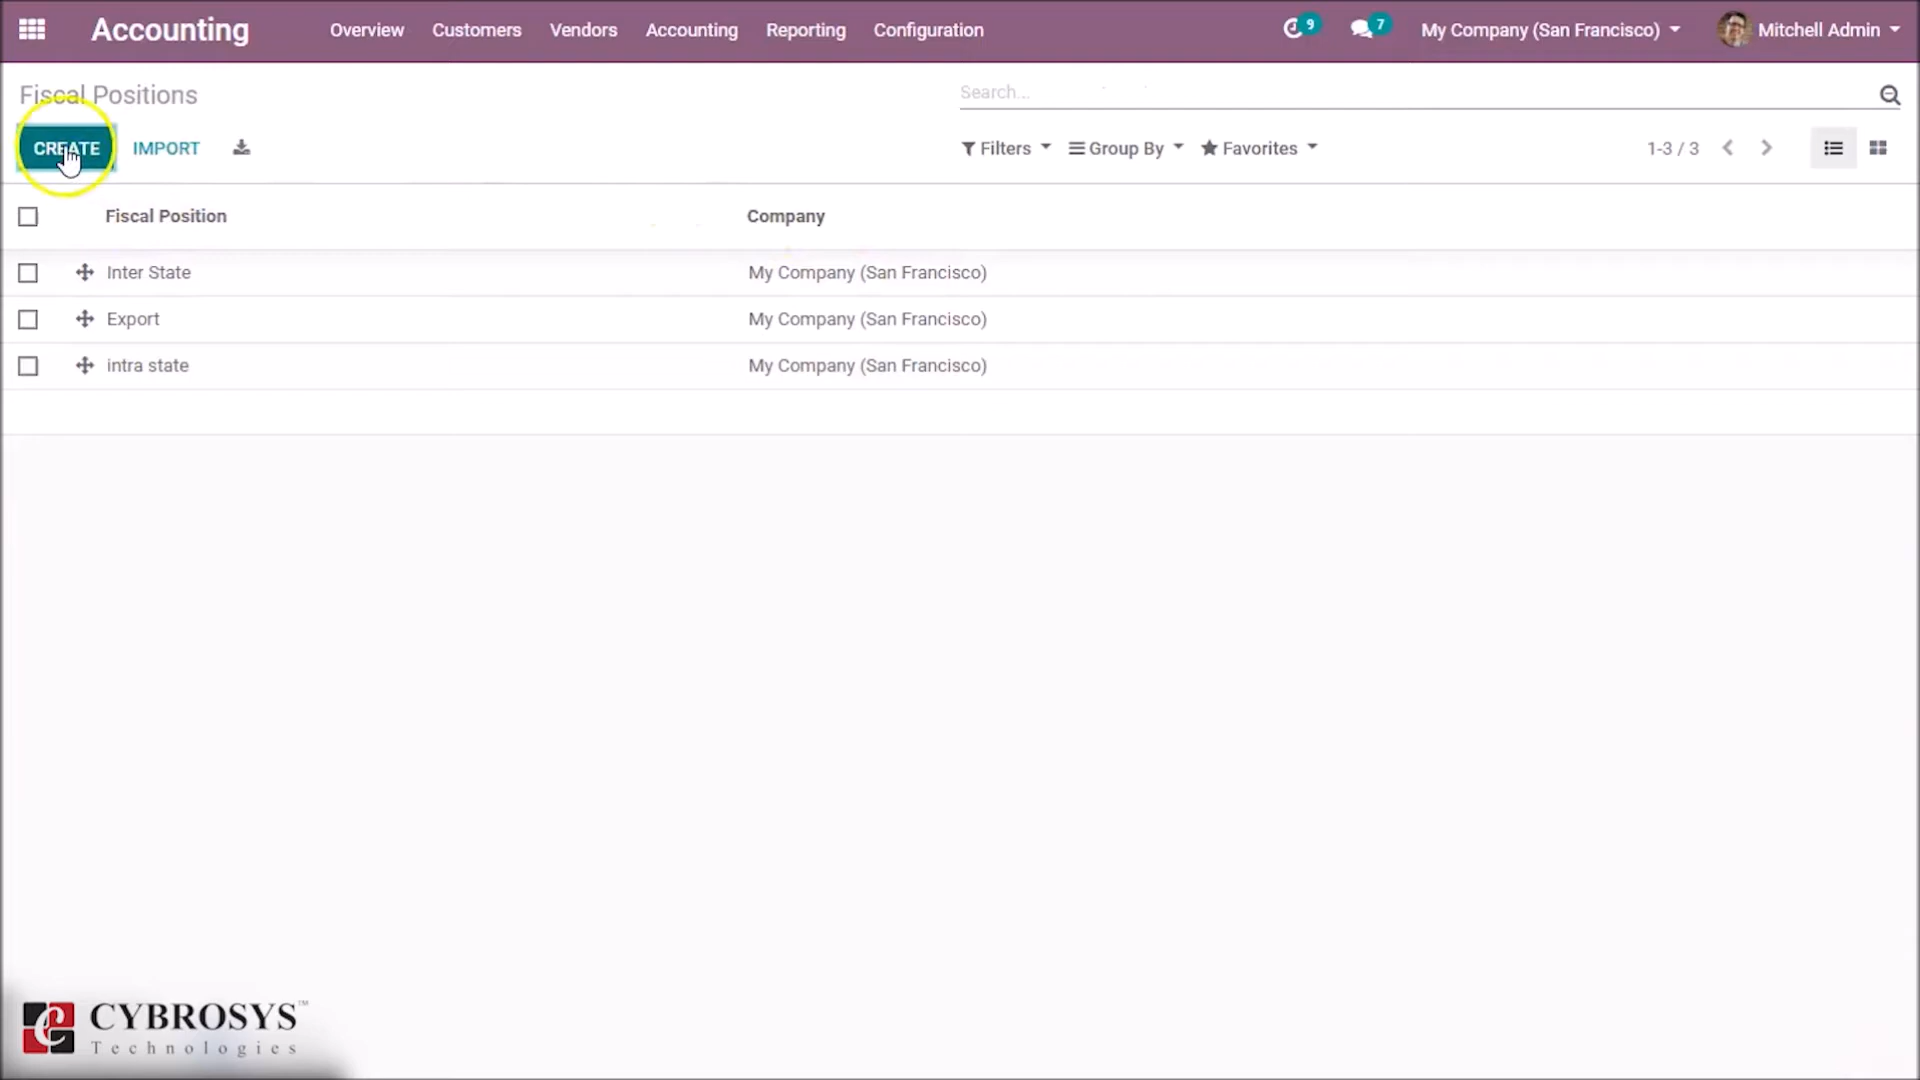 Accounting Overview Customers Vendors Accounting Reporting Configuration 9 7 My Company (San Francisco) Mitchell Admin
Fiscal Positions
Search...
CREATE IMPORT Filters Group By Favorites 1-3 / 3
Fiscal Position Company
Inter State My Company (San Francisco)
Export My Company (San Francisco)
intra state My Company (San Francisco)
CYBROSYS™
Technologies